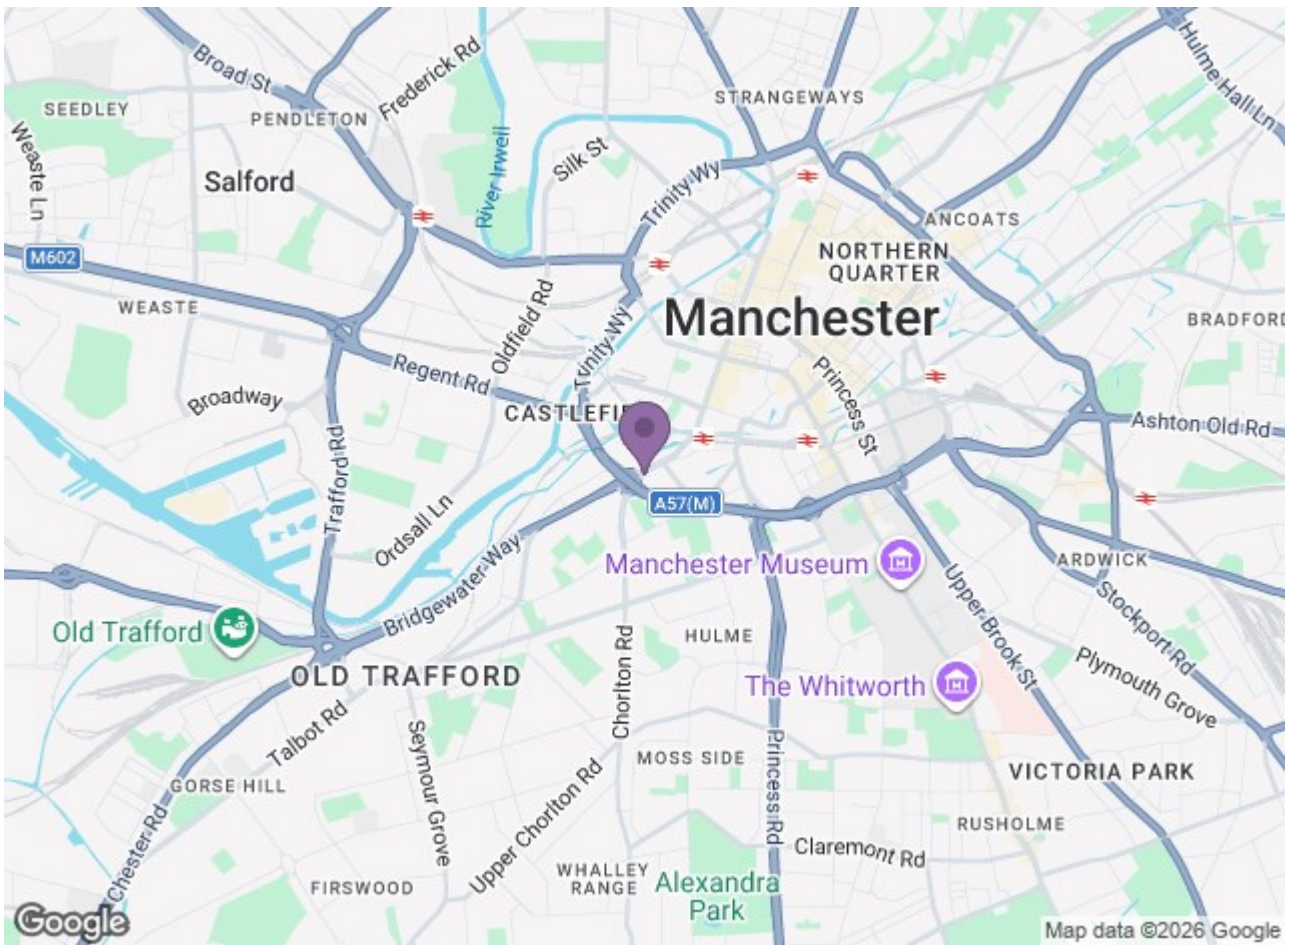 Broad St
Frederick Rd
Hulme Hall Ln
STRANGEWAYS
SEEDLEY
PENDLETON
Weaste Ln
River Irwell
Silk St
Salford
Trinity Wy
ANCOATS
NORTHERN
QUARTER
M602
WEASTE
Oldfield Rd
Manchester
BRADFORD
Trinity Wy
Regent Rd
Princess St
Broadway
CASTLEFI
Ashton Old Rd
Trafford Rd
A57(M)
Ordsall Ln
Manchester Museum
ARDWICK
Bridgewater Way
Upper Brook St
Stockport Rd
Old Trafford
HULME
OLD TRAFFORD
Chorlton Rd
The Whitworth
Plymouth Grove
Talbot Rd
Seymour Grove
Princess Rd
MOSS SIDE
VICTORIA PARK
GORSE HILL
Upper Chorlton Rd
RUSHOLME
Chester Rd
Claremont Rd
WHALLEY
RANGE
FIRSWOOD
Alexandra
Park
Google
Map data ©2026 Google